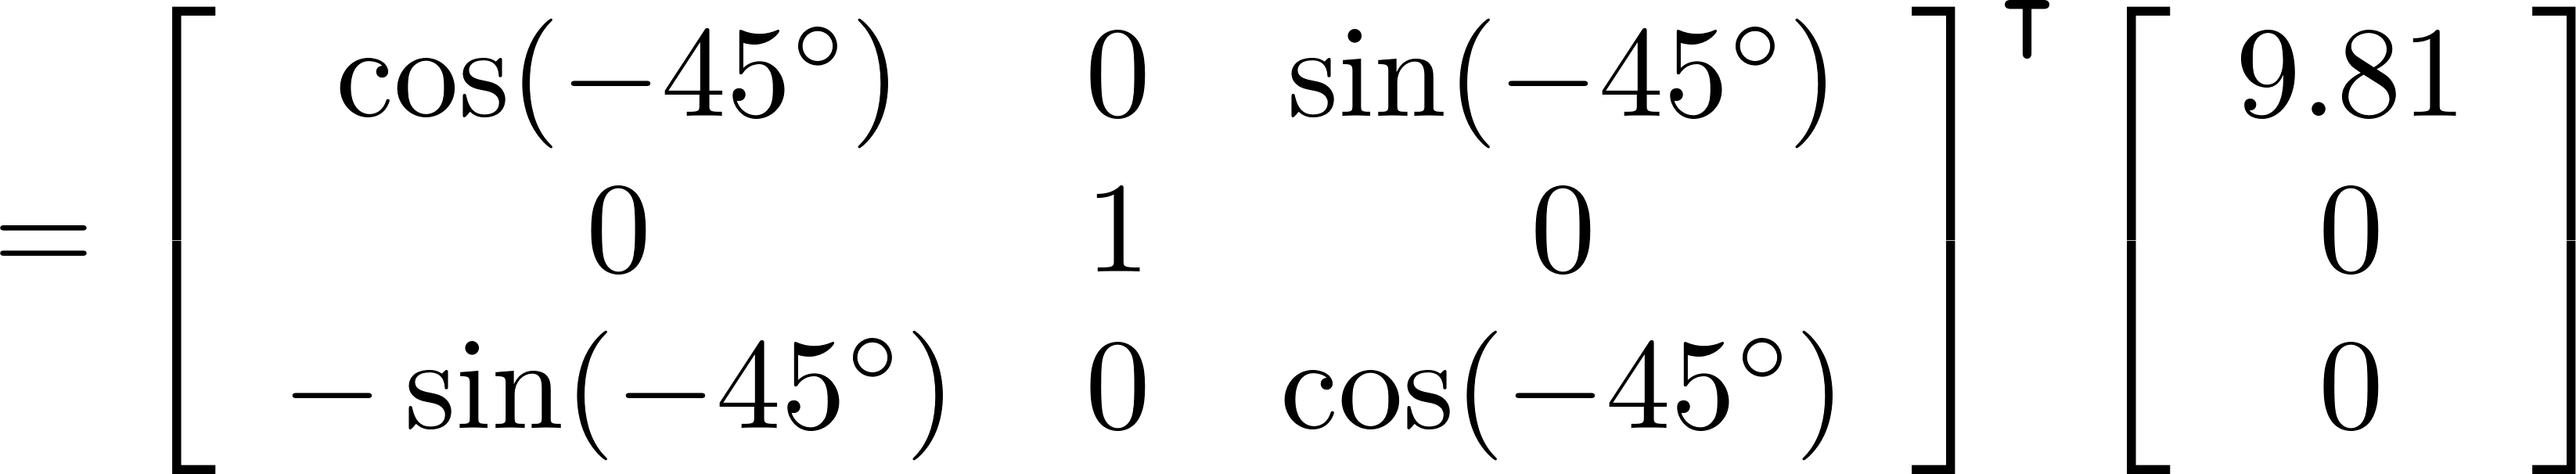 = [ cos(−45°) 0 sin(−45°) ]ᵀ [ 9.81 ]
0 1 0 0
− sin(−45°) 0 cos(−45°) 0